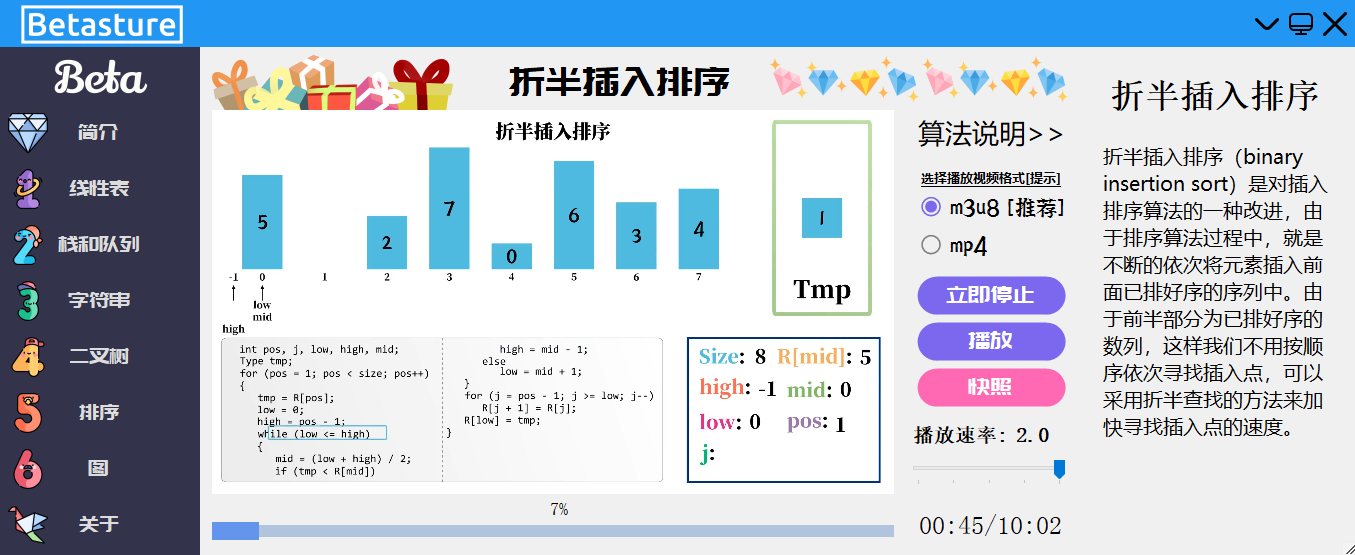 Betasture
Beta
简介
线性表
栈和队列
字符串
二叉树
排序
图
关于
折半插入排序
折半插入排序
5
2
7
0
6
3
4
-1 0 1 2 3 4 5 6 7
low
mid
high
1
Tmp
int pos, j, low, high, mid;
Type tmp;
for (pos = 1; pos < size; pos++)
{
tmp = R[pos];
low = 0;
high = pos - 1;
while (low <= high)
{
mid = (low + high) / 2;
if (tmp < R[mid])
high = mid - 1;
else
low = mid + 1;
}
for (j = pos - 1; j >= low; j--)
R[j + 1] = R[j];
R[low] = tmp;
}
Size: 8 R[mid]: 5
high: -1 mid: 0
low: 0 pos: 1
j:
7%
算法说明>>
选择播放视频格式[提示]
m3u8 [推荐]
mp4
立即停止
播放
快照
播放速率: 2.0
00:45/10:02
折半插入排序
折半插入排序（binary
insertion sort）是对插入
排序算法的一种改进，由
于排序算法过程中，就是
不断的依次将元素插入前
面已排好序的序列中。由
于前半部分为已排好序的
数列，这样我们不用按顺
序依次寻找插入点，可以
采用折半查找的方法来加
快寻找插入点的速度。